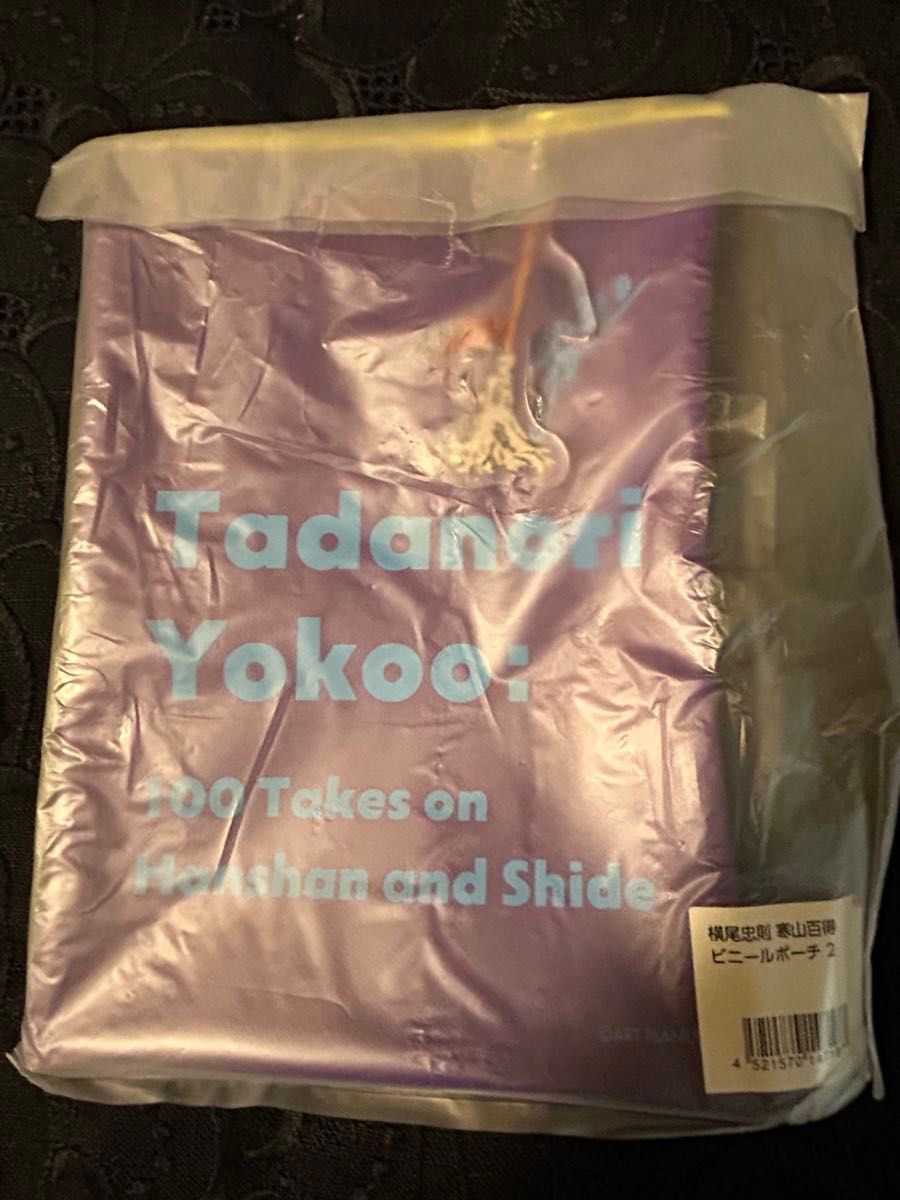 Tadanori
Yokoo:
100 Takes on
Hanshan and Shide
横尾忠則 寒山百得
ビニールポーチ 2